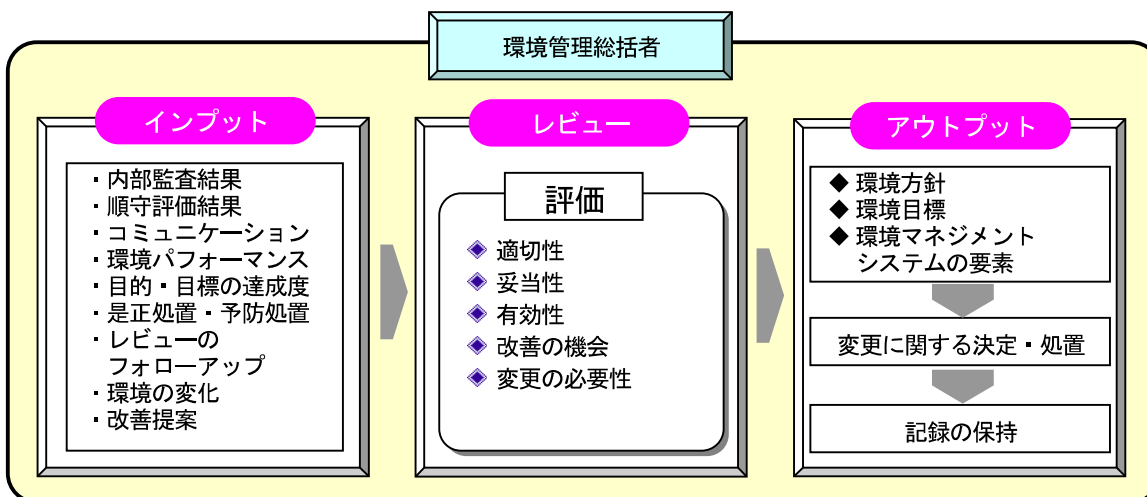 環境管理総括者
インプット
・内部監査結果
・順守評価結果
・コミュニケーション
・環境パフォーマンス
・目的・目標の達成度
・是正処置・予防処置
・レビューの
フォローアップ
・環境の変化
・改善提案
レビュー
評価
◈ 適切性
◈ 妥当性
◈ 有効性
◈ 改善の機会
◈ 変更の必要性
アウトプット
◆ 環境方針
◆ 環境目標
◆ 環境マネジメント
システムの要素
変更に関する決定・処置
記録の保持